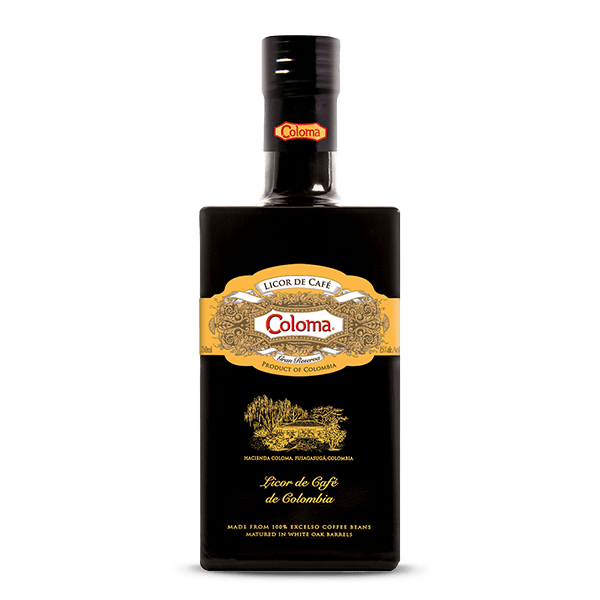 Coloma
LICOR DE CAFÉ
Coloma®
Gran Reserva
PRODUCT OF COLOMBIA
HACIENDA COLOMA, FUSAGASUGÁ, COLOMBIA
Licor de Café
de Colombia
MADE FROM 100% EXCELSO COFFEE BEANS
MATURED IN WHITE OAK BARRELS